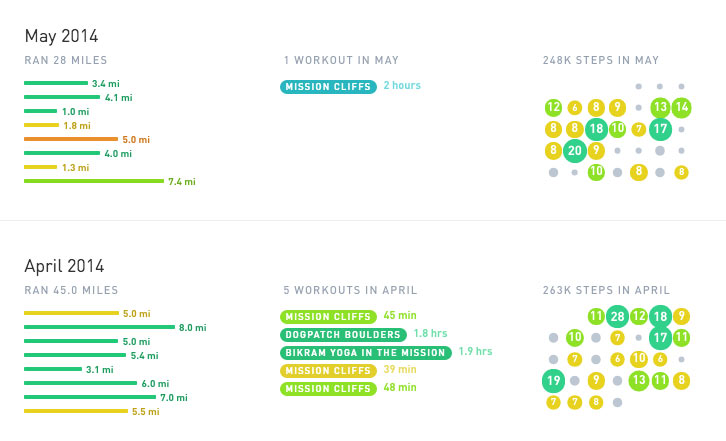 May 2014
RAN 28 MILES
3.4 mi
4.1 mi
1.0 mi
1.8 mi
5.0 mi
4.0 mi
1.3 mi
7.4 mi
1 WORKOUT IN MAY
MISSION CLIFFS 2 hours
248K STEPS IN MAY
12 6 8 9 13 14
8 8 18 10 7 17
8 20 9
10 8 8
April 2014
RAN 45.0 MILES
5.0 mi
8.0 mi
5.0 mi
5.4 mi
3.1 mi
6.0 mi
7.0 mi
5.5 mi
5 WORKOUTS IN APRIL
MISSION CLIFFS 45 min
DOGPATCH BOULDERS 1.8 hrs
BIKRAM YOGA IN THE MISSION 1.9 hrs
MISSION CLIFFS 39 min
MISSION CLIFFS 48 min
263K STEPS IN APRIL
11 28 12 18 9
10 7 17 11
7 6 10 6
19 9 13 11 8
7 7 8